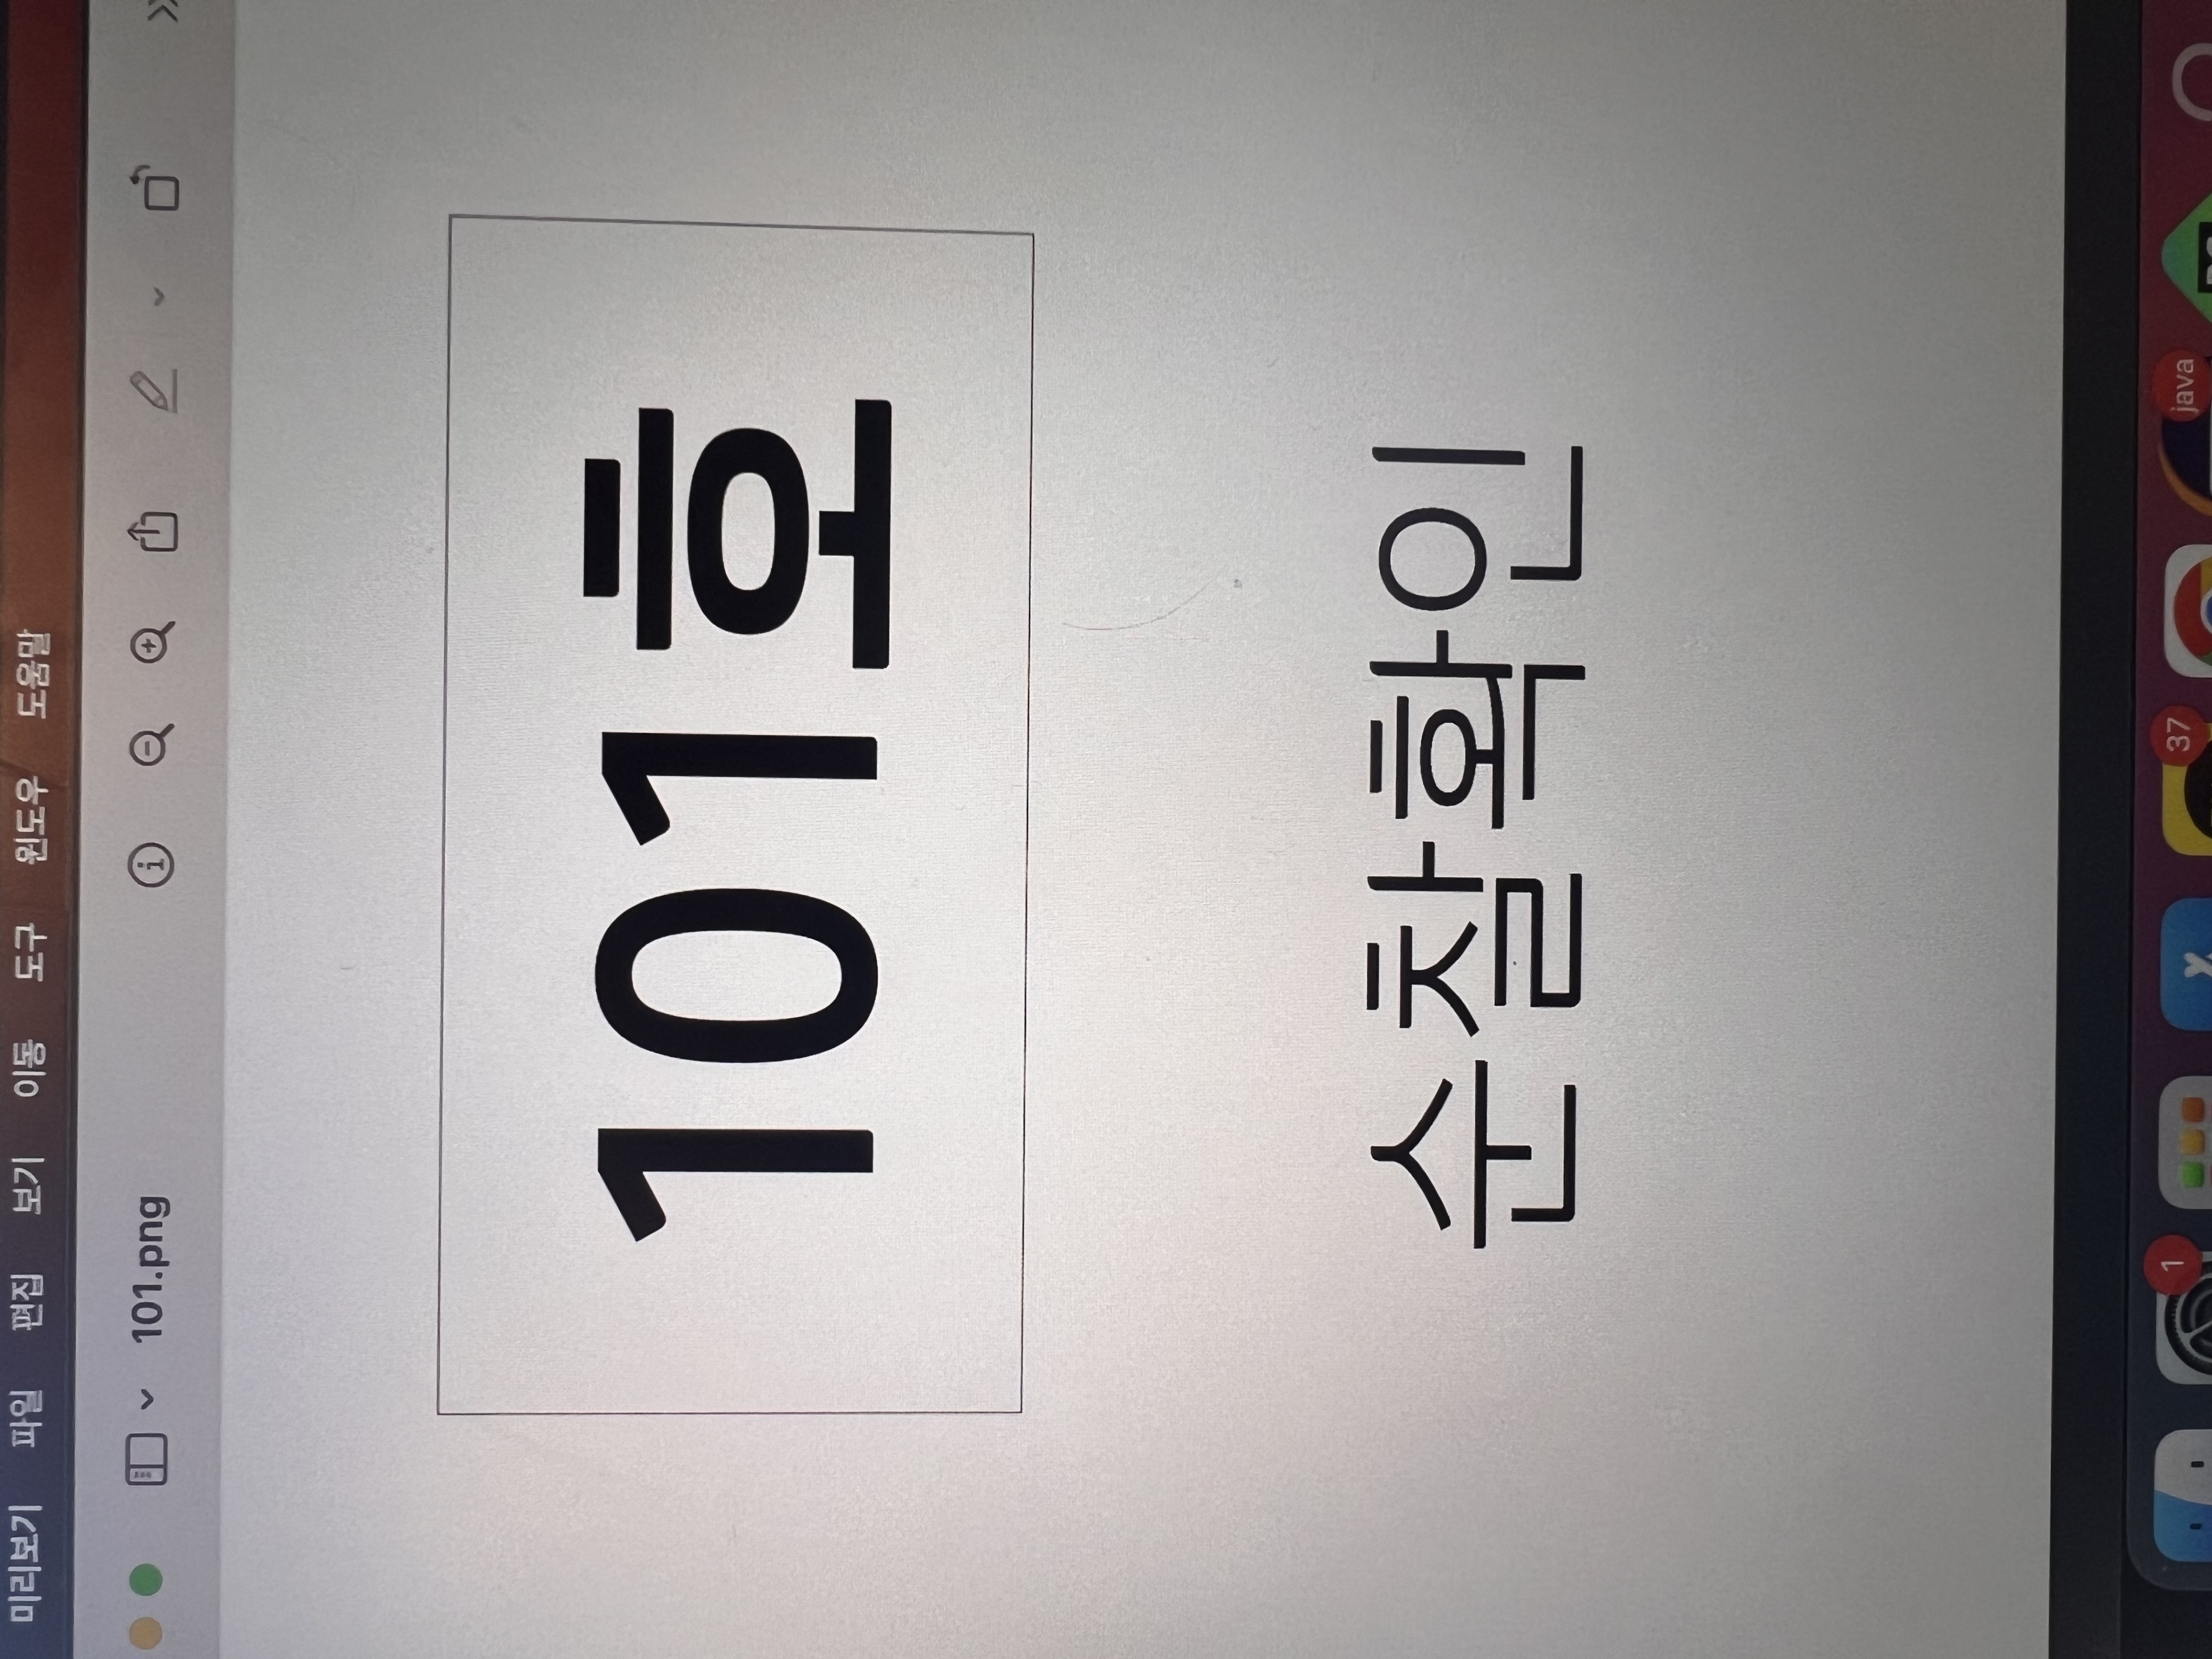 미리보기 파일 편집 보기 이동 도구 윈도우 도움말
101.png
101호
순찰확인
1 37 java